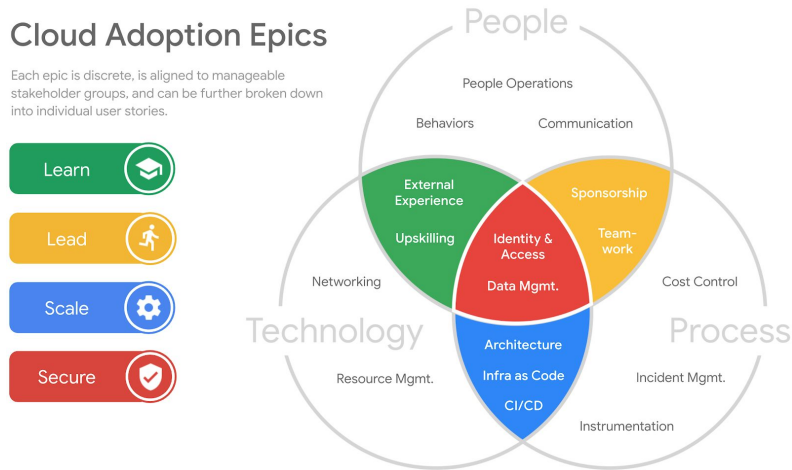 Cloud Adoption Epics
Each epic is discrete, is aligned to manageable
stakeholder groups, and can be further broken down
into individual user stories.
Learn
Lead
Scale
Secure
People
People Operations
Behaviors
Communication
External
Experience
Upskilling
Sponsorship
Team-
work
Identity &
Access
Data Mgmt.
Networking
Cost Control
Technology
Process
Architecture
Infra as Code
CI/CD
Resource Mgmt.
Incident Mgmt.
Instrumentation